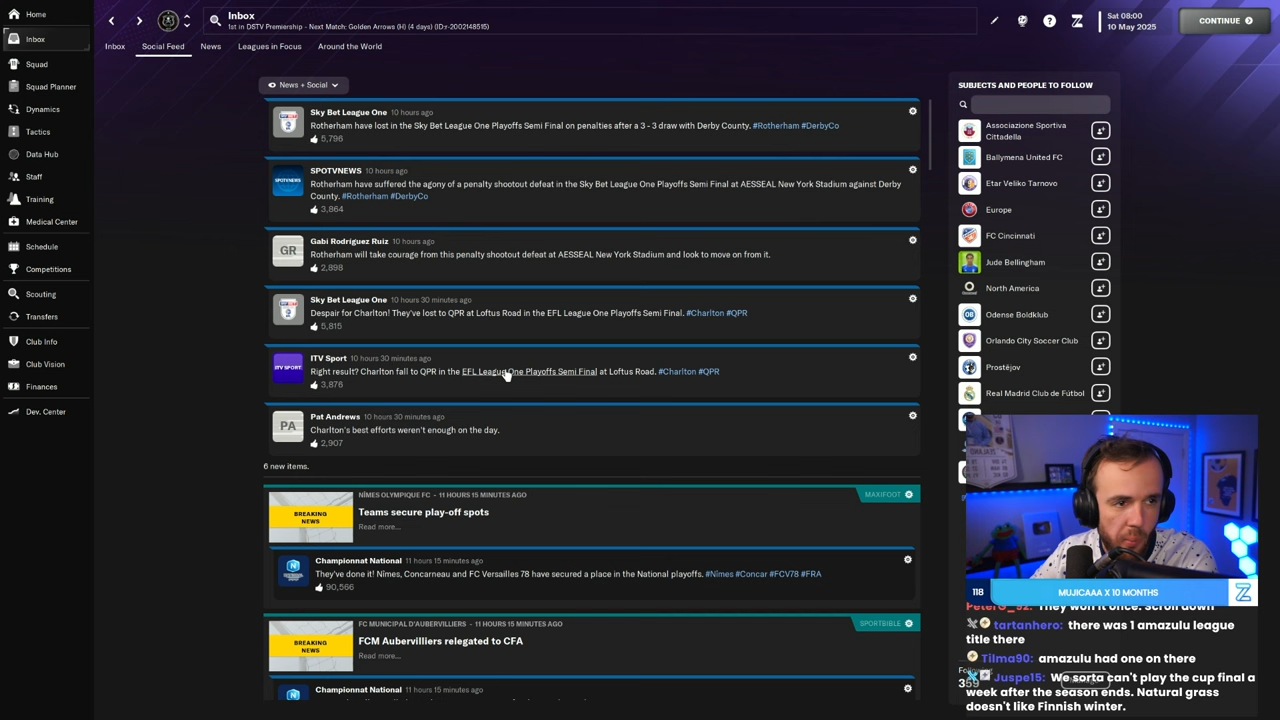 Home
Inbox
Squad
Squad Planner
Dynamics
Tactics
Data Hub
Staff
Training
Medical Center
Schedule
Competitions
Scouting
Transfers
Club Info
Club Vision
Finances
Dev. Center
Inbox
1st in DSTV Premiership - Next Match: Golden Arrows (H) (4 days) (ID:r-2002148515)
Sat 08:00
10 May 2025
CONTINUE
Inbox Social Feed News Leagues in Focus Around the World
News + Social
Sky Bet League One 10 hours ago
Rotherham have lost in the Sky Bet League One Playoffs Semi Final on penalties after a 3 - 3 draw with Derby County. #Rotherham #DerbyCo
5,796
SPOTVNEWS
SPOTVNEWS 10 hours ago
Rotherham have suffered the agony of a penalty shootout defeat in the Sky Bet League One Playoffs Semi Final at AESSEAL New York Stadium against Derby
County. #Rotherham #DerbyCo
3,864
GR
Gabi Rodríguez Ruiz 10 hours ago
Rotherham will take courage from this penalty shootout defeat at AESSEAL New York Stadium and look to move on from it.
2,898
Sky Bet League One 10 hours 30 minutes ago
Despair for Charlton! They've lost to QPR at Loftus Road in the EFL League One Playoffs Semi Final. #Charlton #QPR
5,815
ITV SPORT
ITV Sport 10 hours 30 minutes ago
Right result? Charlton fall to QPR in the EFL League One Playoffs Semi Final at Loftus Road. #Charlton #QPR
3,876
PA
Pat Andrews 10 hours 30 minutes ago
Charlton's best efforts weren't enough on the day.
2,907
6 new items.
BREAKING
NEWS
NÎMES OLYMPIQUE FC - 11 HOURS 15 MINUTES AGO
MAXIFOOT
Teams secure play-off spots
Read more...
Championnat National 11 hours 15 minutes ago
They've done it! Nîmes, Concarneau and FC Versailles 78 have secured a place in the National playoffs. #Nîmes #Concar #FCV78 #FRA
90,566
BREAKING
NEWS
FC MUNICIPAL D'AUBERVILLIERS - 11 HOURS 15 MINUTES AGO
SPORTBIBLE
FCM Aubervilliers relegated to CFA
Read more...
Championnat National 11 hours 15 minutes ago
SUBJECTS AND PEOPLE TO FOLLOW
Associazione Sportiva
Cittadella
Ballymena United FC
Etar Veliko Tarnovo
Europe
FC Cincinnati
Jude Bellingham
North America
Odense Boldklub
Orlando City Soccer Club
Prostějov
Real Madrid Club de Fútbol
118
MUJICAAA X 10 MONTHS
PeterG_92: They won it once. Scroll down
tartanhero: there was 1 amazulu league
title there
Tilma90: amazulu had one on there
Juspe15: We sorta can't play the cup final a
week after the season ends. Natural grass
doesn't like Finnish winter.
359